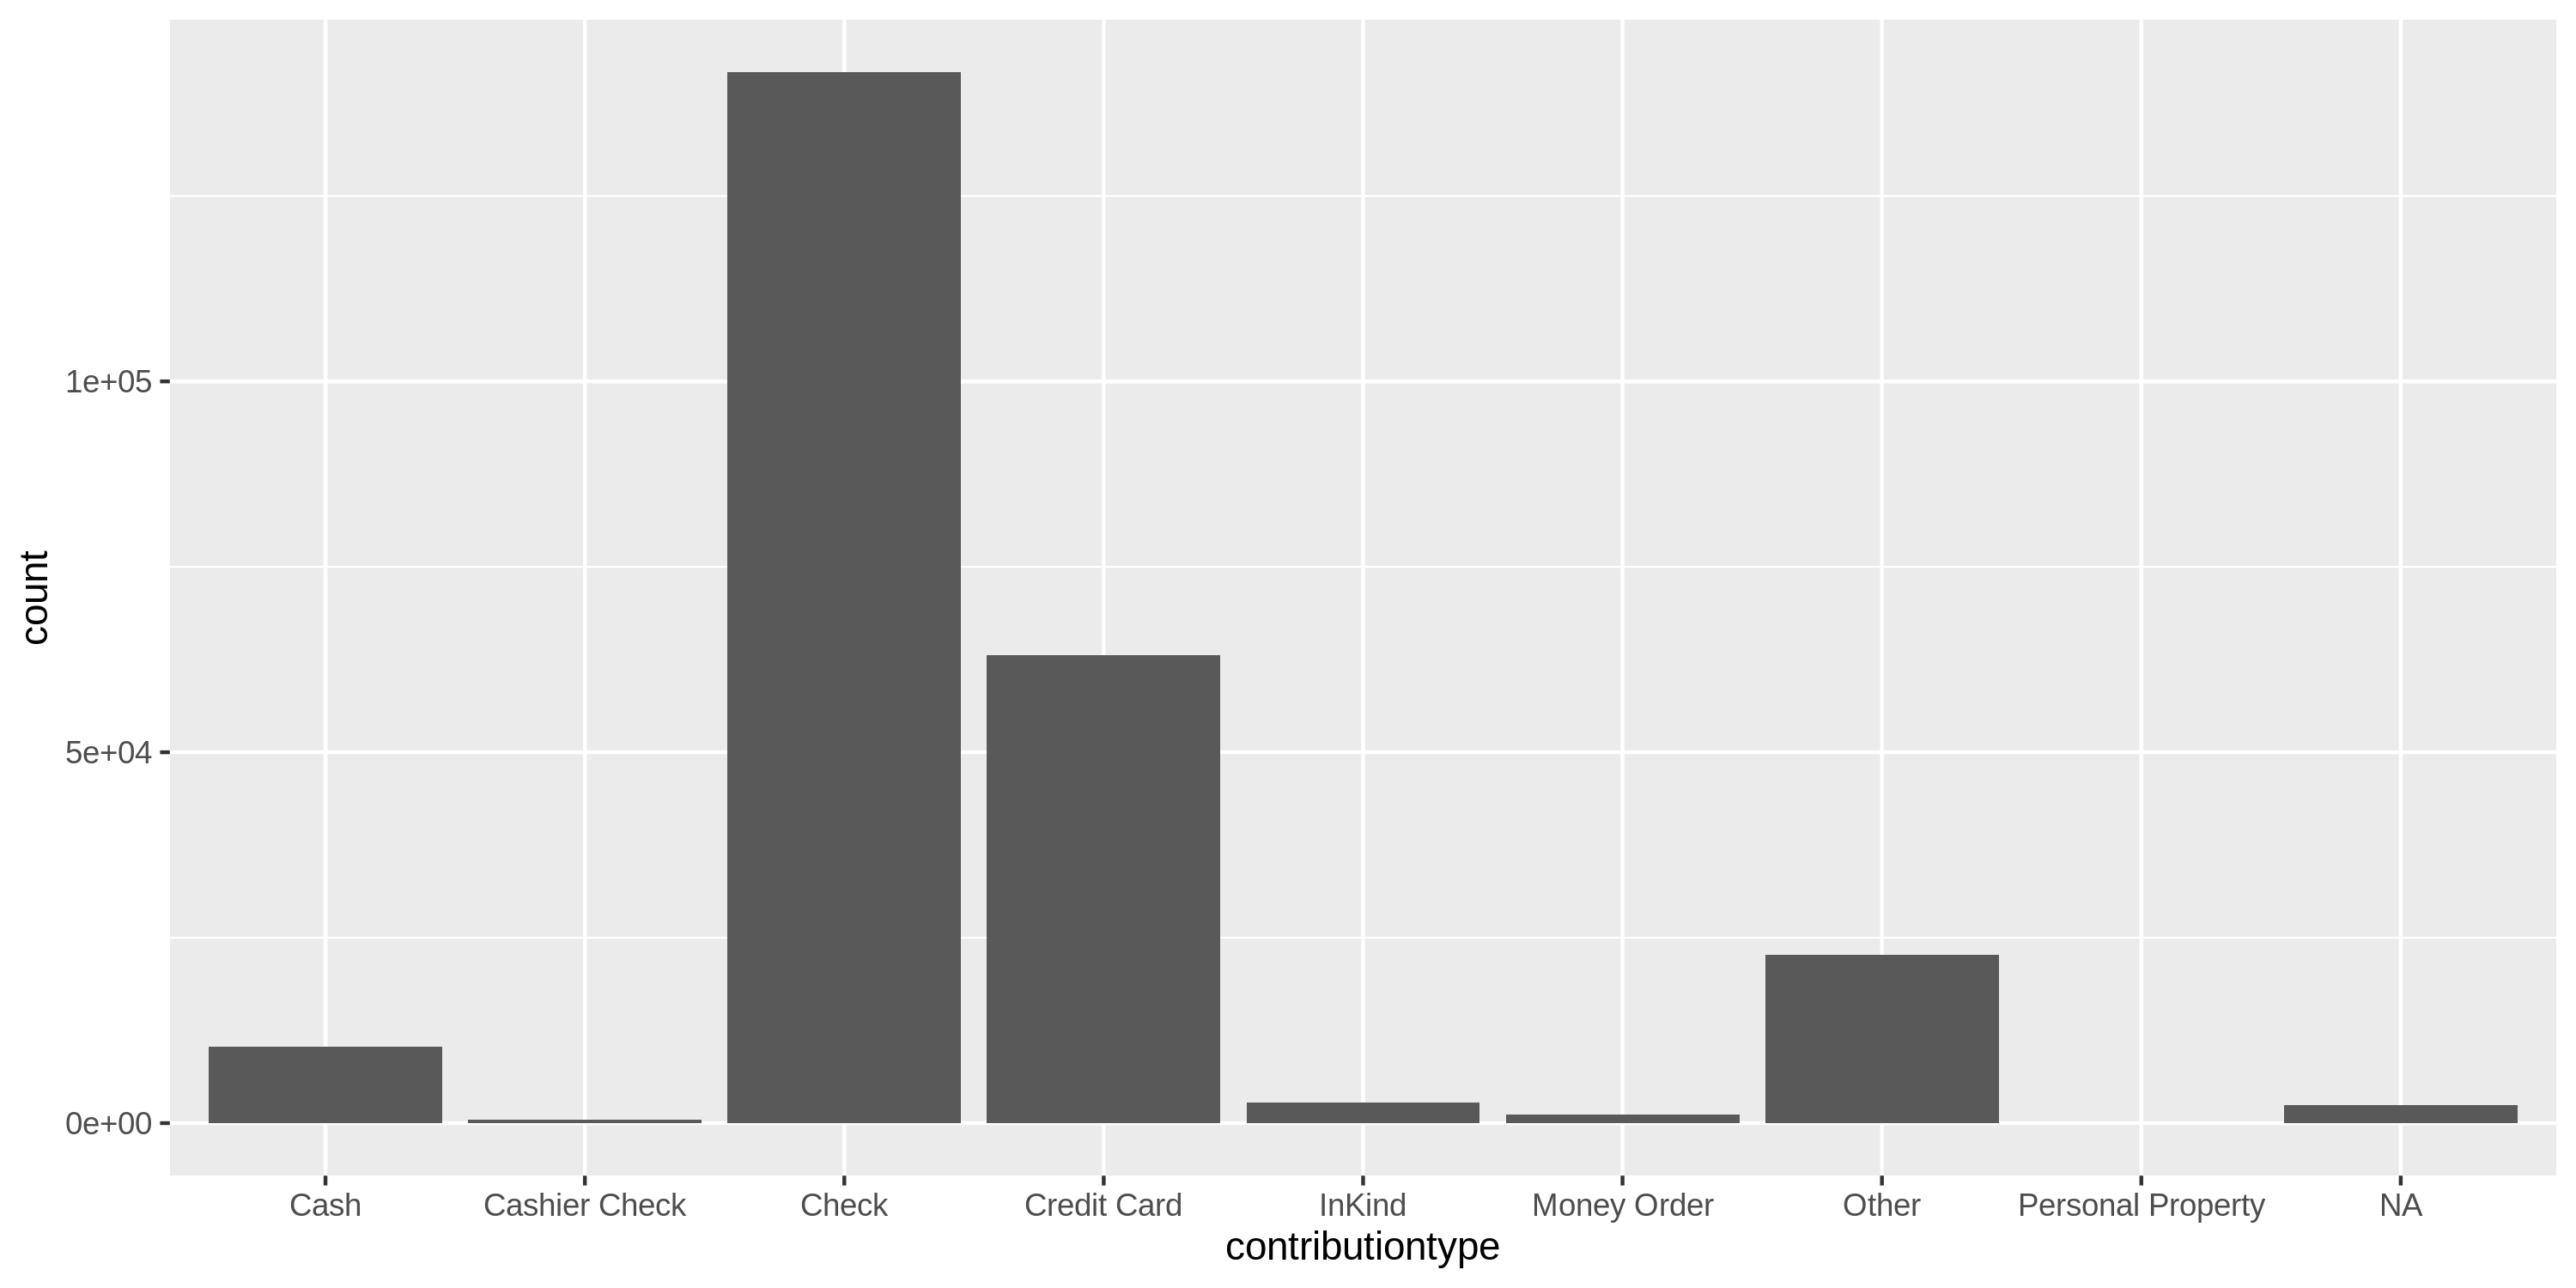 count
1e+05
5e+04
0e+00
Cash Cashier Check Check Credit Card InKind Money Order Other Personal Property NA
contributiontype